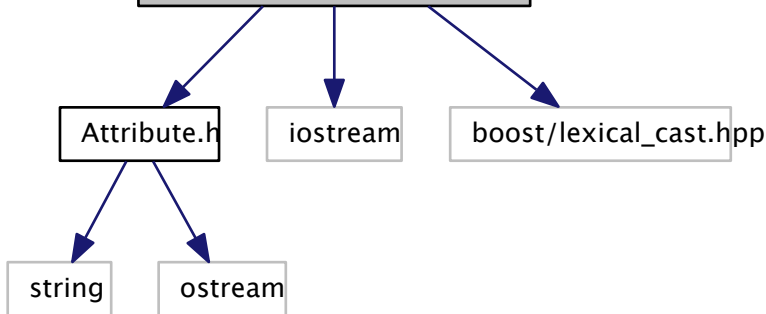 Attribute.h
iostream
boost/lexical_cast.hpp
string
ostream